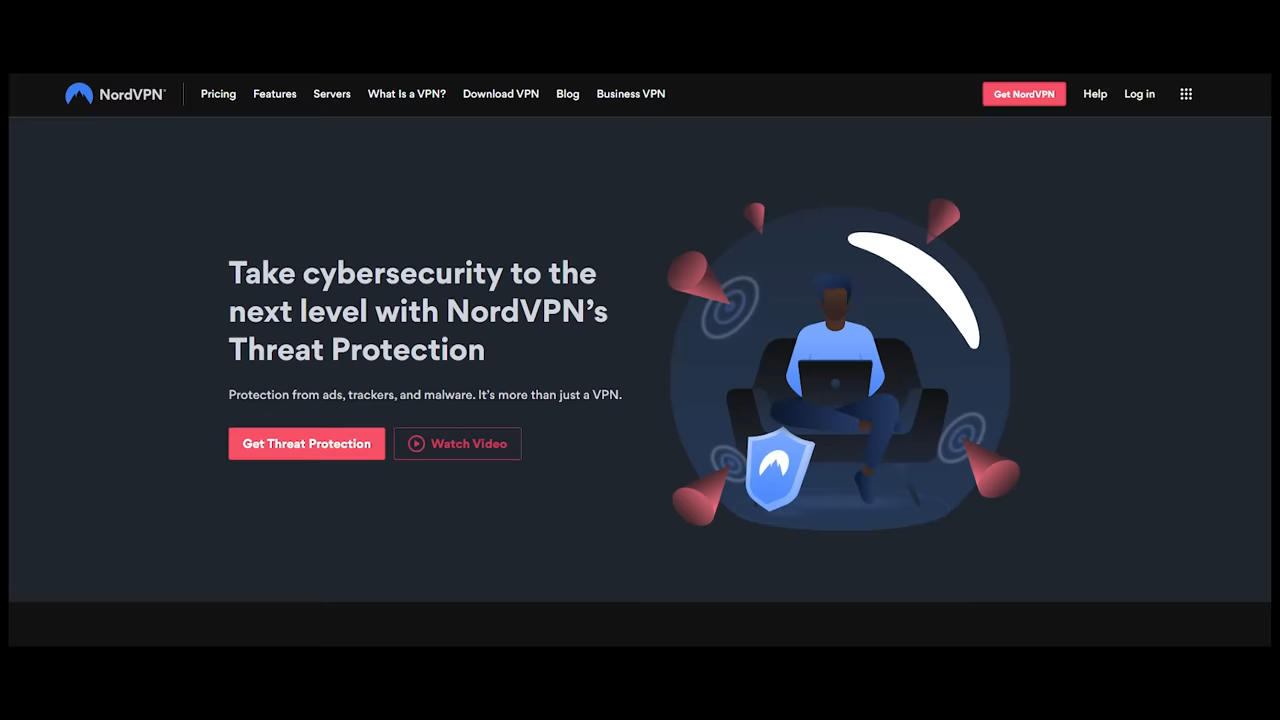 NordVPN® Pricing Features Servers What Is a VPN? Download VPN Blog Business VPN Get NordVPN Help Log in
Take cybersecurity to the
next level with NordVPN’s
Threat Protection
Protection from ads, trackers, and malware. It’s more than just a VPN.
Get Threat Protection Watch Video